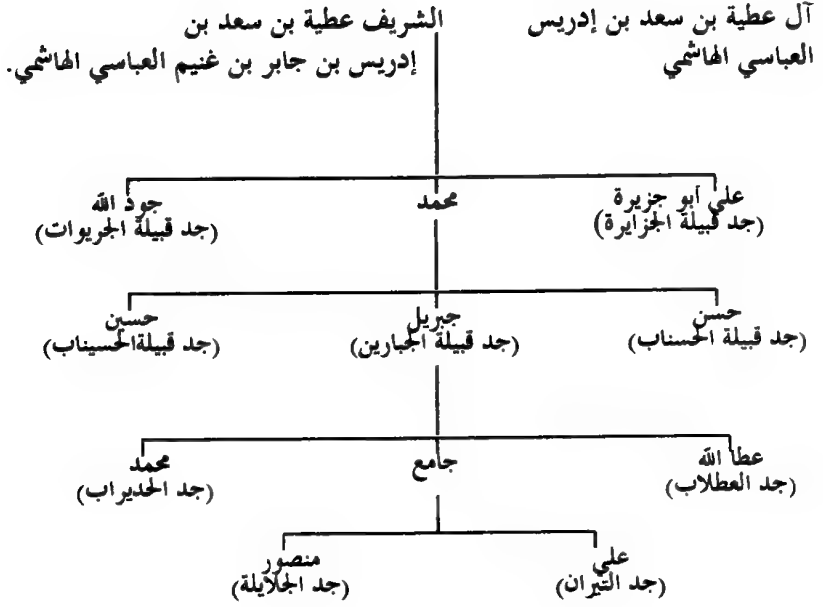 آل عطية بن سعد بن إدريس
العباسي الهاشمي
الشريف عطية بن سعد بن
إدريس بن جابر بن غنيم العباسي الهاشمي.
علي أبو جزيرة
(جد قبيلة الجزايرة)
محمد
جود الله
(جد قبيلة الجريوات)
حسن
(جد قبيلة الحسناب)
جبريل
(جد قبيلة الجبارين)
حسين
(جد قبيلةالحسيناب)
عطا الله
(جد العطلاب)
جامع
محمد
(جد الحديراب)
علي
(جد التيران)
منصور
(جد الجلايلة)